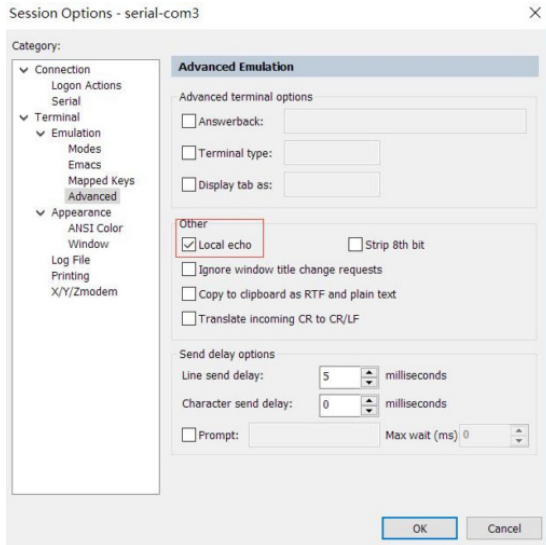 Session Options - serial-com3
Category:
Connection
Logon Actions
Serial
Terminal
Emulation
Modes
Emacs
Mapped Keys
Advanced
Appearance
ANSI Color
Window
Log File
Printing
X/Y/Zmodem
Advanced Emulation
Advanced terminal options
Answerback:
Terminal type:
Display tab as:
Other
Local echo Strip 8th bit
Ignore window title change requests
Copy to clipboard as RTF and plain text
Translate incoming CR to CR/LF
Send delay options
Line send delay: 5 milliseconds
Character send delay: 0 milliseconds
Prompt: Max wait (ms) 0
OK Cancel